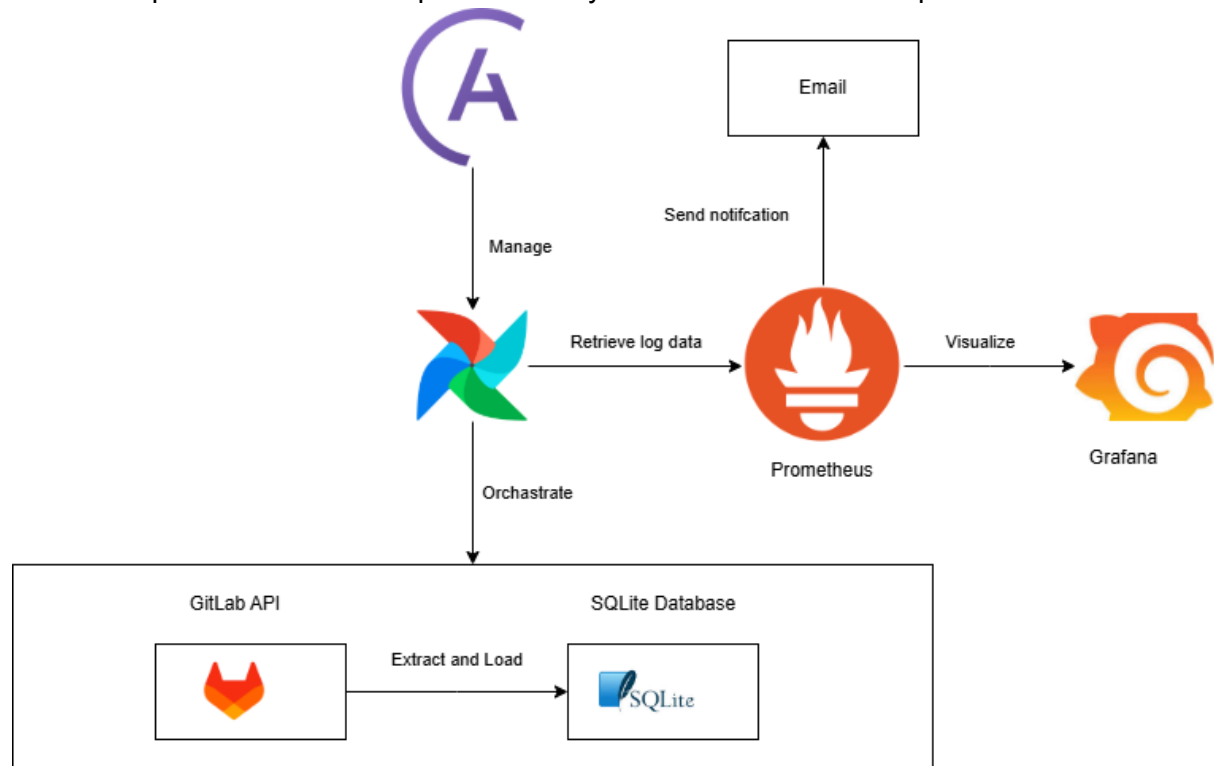 Email
Send notifcation
Manage
Retrieve log data
Visualize
Prometheus
Grafana
Orchastrate
GitLab API
SQLite Database
Extract and Load
SQLite